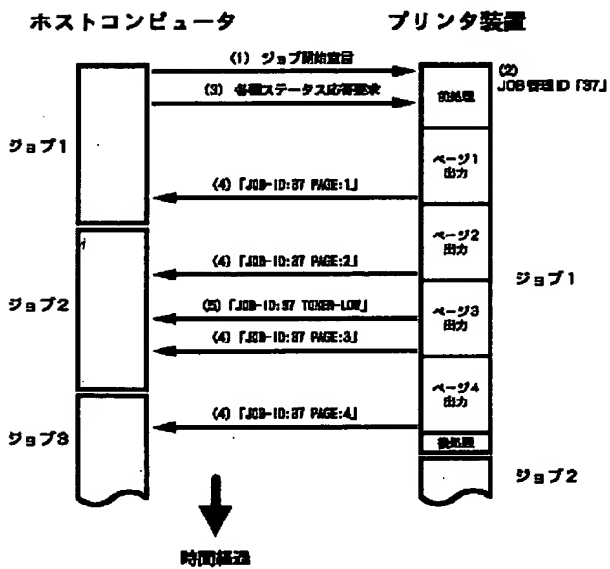 ホストコンピュータ
プリンタ装置
(1) ジョブ開始宣言
(2)
JOB管理ID「37」
(3) 各種ステータス応答要求
前処理
ジョブ1
ページ1
出力
(4)「JOB-ID:37 PAGE:1」
ページ2
出力
(4)「JOB-ID:37 PAGE:2」
ジョブ1
ジョブ2
(5)「JOB-ID:37 TONER-LOW」
ページ3
出力
(4)「JOB-ID:37 PAGE:3」
ページ4
出力
(4)「JOB-ID:37 PAGE:4」
ジョブ3
後処理
ジョブ2
時間経過